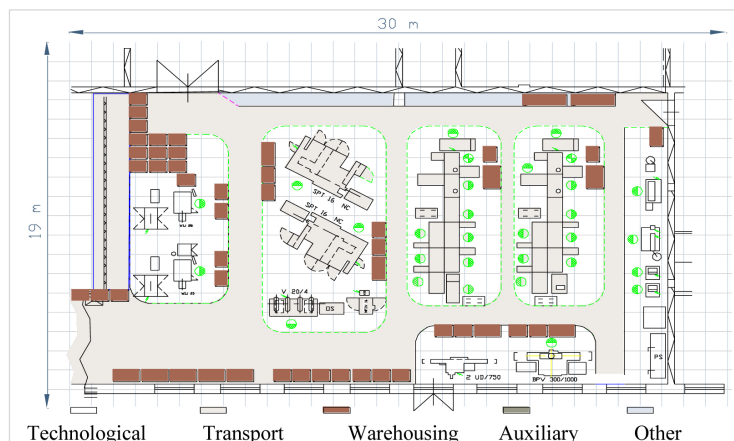 30 m
19 m
SPT 16 NC
SPT 16 NC
V 20/4
OS
2 UD/750
BPV 300/1000
PS
Technological Transport Warehousing Auxiliary Other